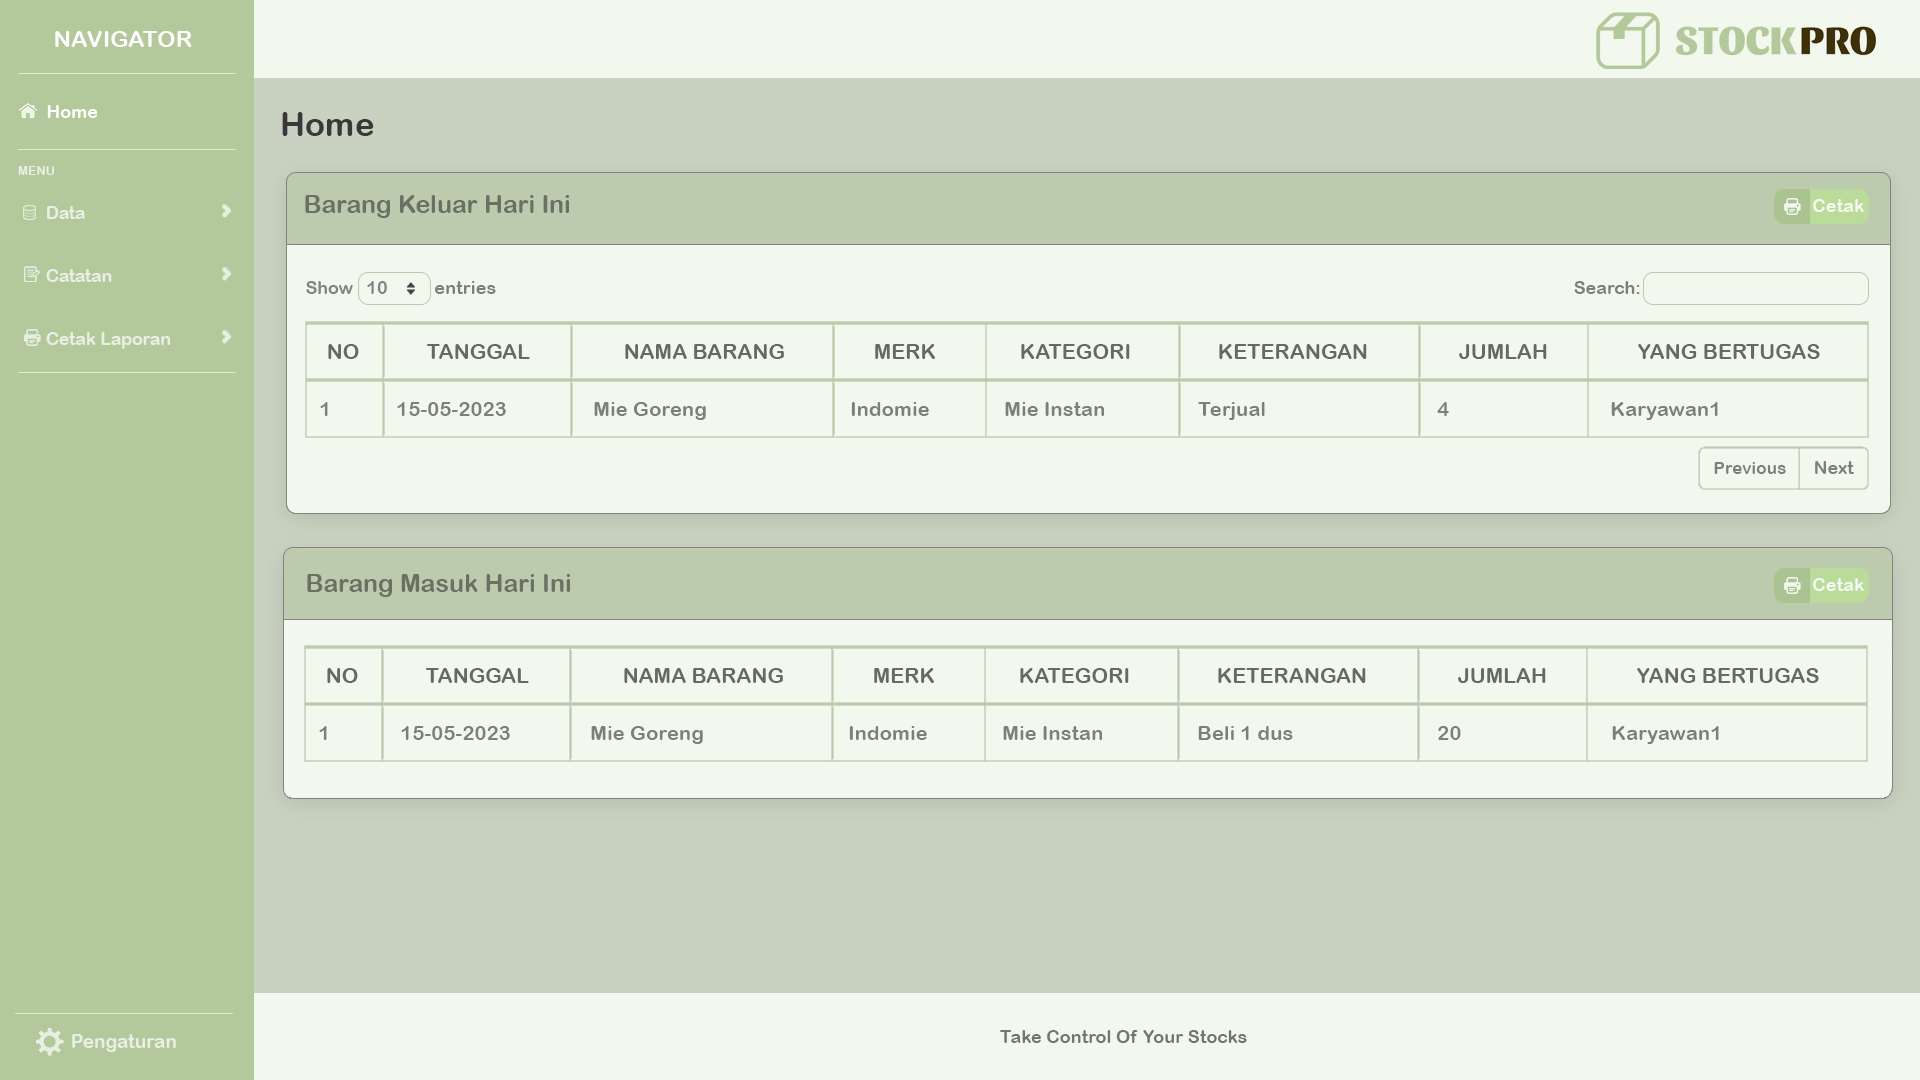 NAVIGATOR
STOCKPRO
Home
MENU
Data
Catatan
Cetak Laporan
Pengaturan
Home
Barang Keluar Hari Ini
Cetak
Show 10 entries
Search:
NO TANGGAL NAMA BARANG MERK KATEGORI KETERANGAN JUMLAH YANG BERTUGAS
1 15-05-2023 Mie Goreng Indomie Mie Instan Terjual 4 Karyawan1
Previous Next
Barang Masuk Hari Ini
Cetak
NO TANGGAL NAMA BARANG MERK KATEGORI KETERANGAN JUMLAH YANG BERTUGAS
1 15-05-2023 Mie Goreng Indomie Mie Instan Beli 1 dus 20 Karyawan1
Take Control Of Your Stocks